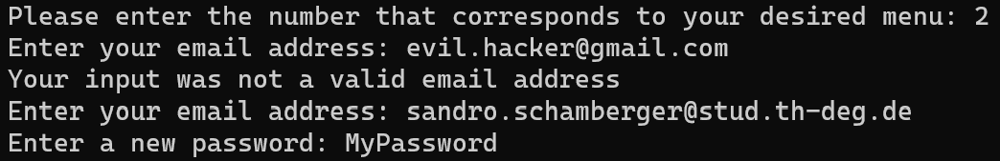 Please enter the number that corresponds to your desired menu: 2
Enter your email address: evil.hacker@gmail.com
Your input was not a valid email address
Enter your email address: sandro.schamberger@stud.th-deg.de
Enter a new password: MyPassword